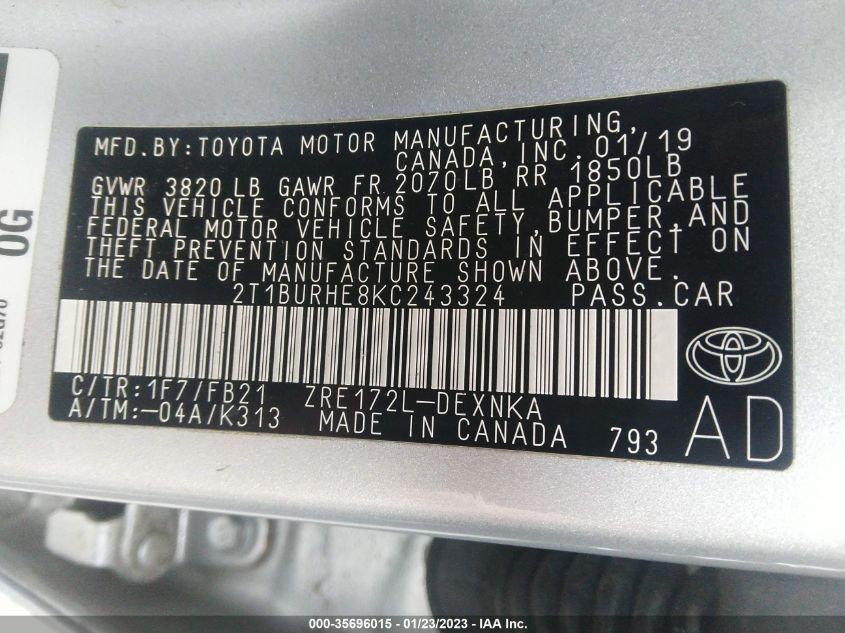 MFD.BY:TOYOTA MOTOR MANUFACTURING,
CANADA,INC. 01/19
GVWR 3820 LB GAWR FR 2070LB RR 1850LB
THIS VEHICLE CONFORMS TO ALL APPLICABLE
FEDERAL MOTOR VEHICLE SAFETY,BUMPER,AND
THEFT PREVENTION STANDARDS IN EFFECT ON
THE DATE OF MANUFACTURE SHOWN ABOVE.
2T1BURHE8KC243324 PASS.CAR
C/TR:1F7/FB21 ZRE172L-DEXNKA
A/TM:-04A/K313 MADE IN CANADA 793
AD
0G
000-35696015 / 01/23/2023 - IAA Inc.